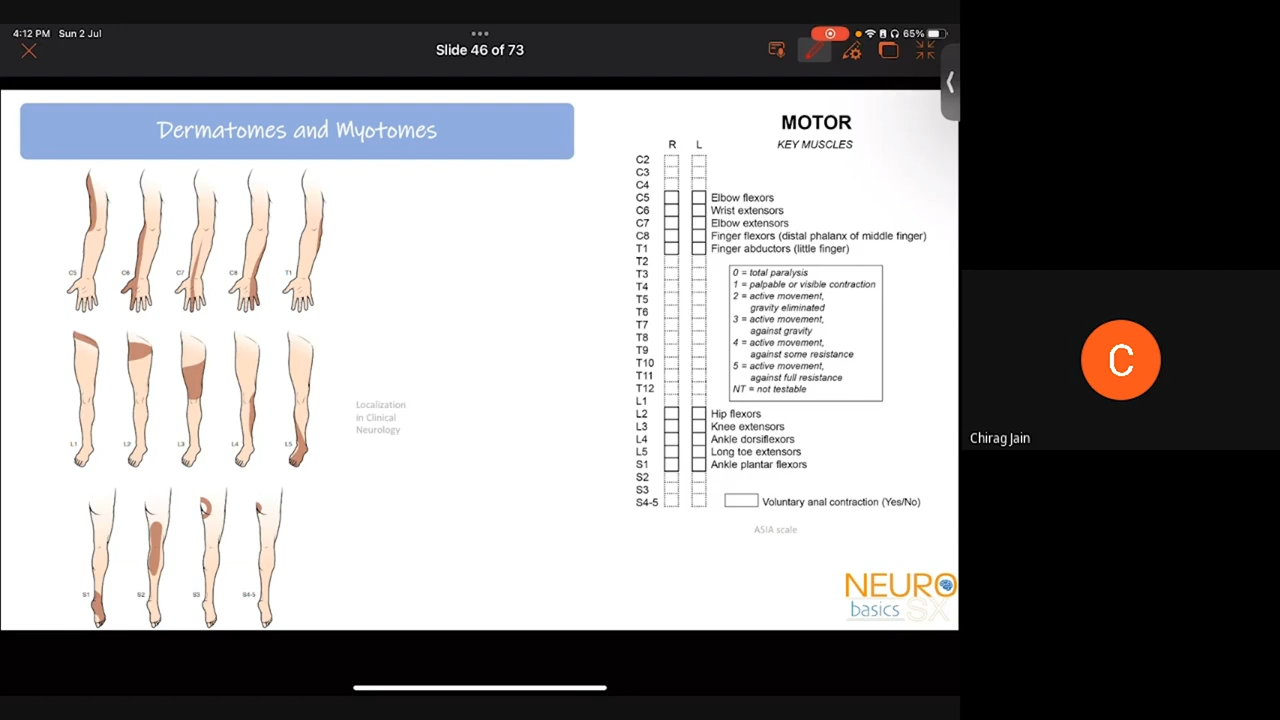 4:12 PM Sun 2 Jul
65%
Slide 46 of 73
Dermatomes and Myotomes
C5 C6 C7 C8 T1
L1 L2 L3 L4 L5
S1 S2 S3 S4-5
Localization
in Clinical
Neurology
MOTOR
KEY MUSCLES
R L
C2
C3
C4
C5 Elbow flexors
C6 Wrist extensors
C7 Elbow extensors
C8 Finger flexors (distal phalanx of middle finger)
T1 Finger abductors (little finger)
T2
T3
T4
T5
T6
T7
T8
T9
T10
T11
T12
L1
0 = total paralysis
1 = palpable or visible contraction
2 = active movement,
gravity eliminated
3 = active movement,
against gravity
4 = active movement,
against some resistance
5 = active movement,
against full resistance
NT = not testable
L2 Hip flexors
L3 Knee extensors
L4 Ankle dorsiflexors
L5 Long toe extensors
S1 Ankle plantar flexors
S2
S3
S4-5 Voluntary anal contraction (Yes/No)
ASIA scale
NEURO
basics SX
C
Chirag Jain